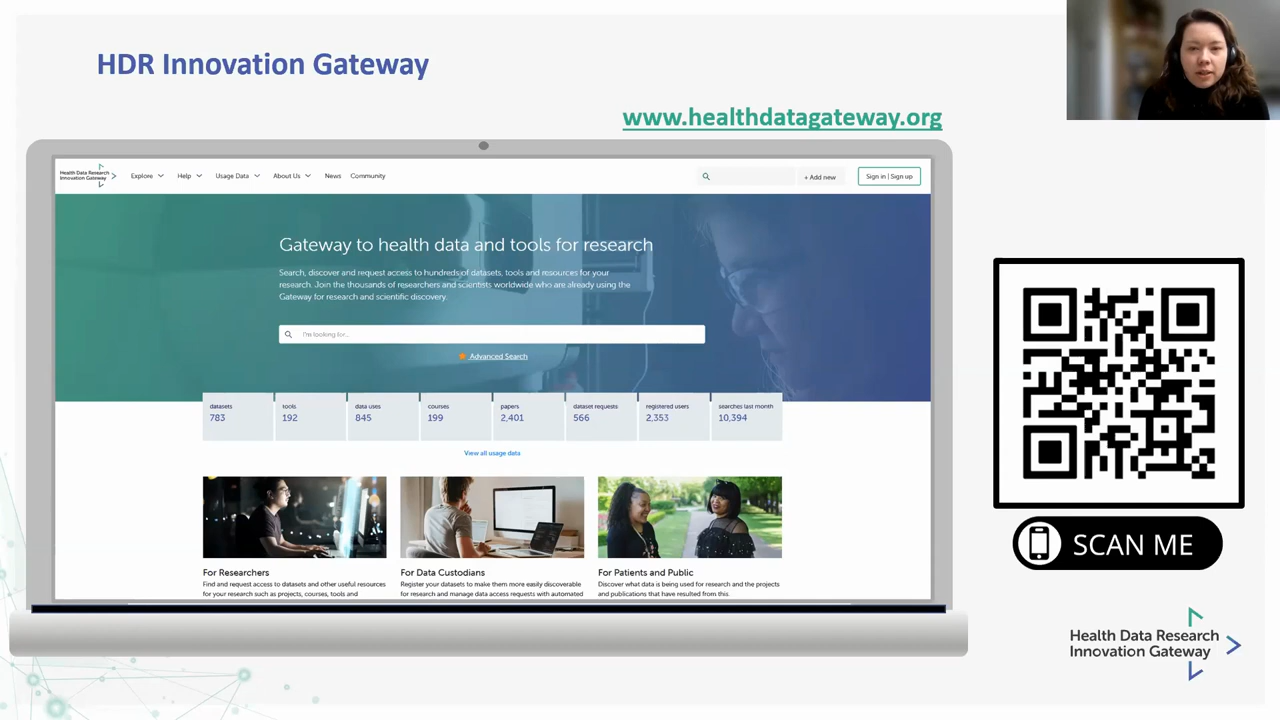 HDR Innovation Gateway
www.healthdatagateway.org
Health Data Research
Innovation Gateway
Explore
Help
Usage Data
About Us
News
Community
+ Add new
Sign in | Sign up
Gateway to health data and tools for research
Search, discover and request access to hundreds of datasets, tools and resources for your
research. Join the thousands of researchers and scientists worldwide who are already using the
Gateway for research and scientific discovery.
I'm looking for...
Advanced Search
datasets
783
tools
192
data uses
845
courses
199
papers
2,401
dataset requests
566
registered users
2,353
searches last month
10,394
View all usage data
For Researchers
Find and request access to datasets and other useful resources
for your research such as projects, courses, tools and
For Data Custodians
Register your datasets to make them more easily discoverable
for research and manage data access requests with automated
For Patients and Public
Discover what data is being used for research and the projects
and publications that have resulted from this.
SCAN ME
Health Data Research
Innovation Gateway